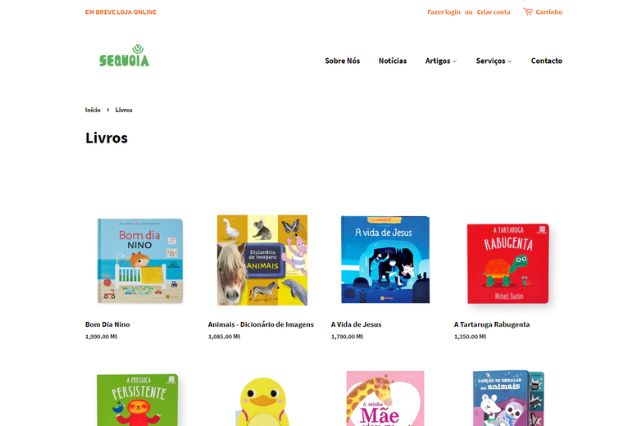 EM BREVE LOJA ONLINE
Fazer login ou Criar conta Carrinho
SEQUOIA
Sobre Nós Notícias Artigos Serviços Contacto
Início › Livros
Livros
Bom dia
NINO
Dicionário
de Imagens
ANIMAIS
A vida de Jesus
A TARTARUGA
RABUGENTA
Michael Buxton
Bom Dia Nino
1,990.00 Mt
Animais - Dicionário de Imagens
1,085.00 Mt
A Vida de Jesus
1,790.00 Mt
A Tartaruga Rabugenta
1,350.00 Mt
A PREGUIÇA
PERSISTENTE
A minha
Mãe
CANÇÕES DE EMBALAR
dos animais